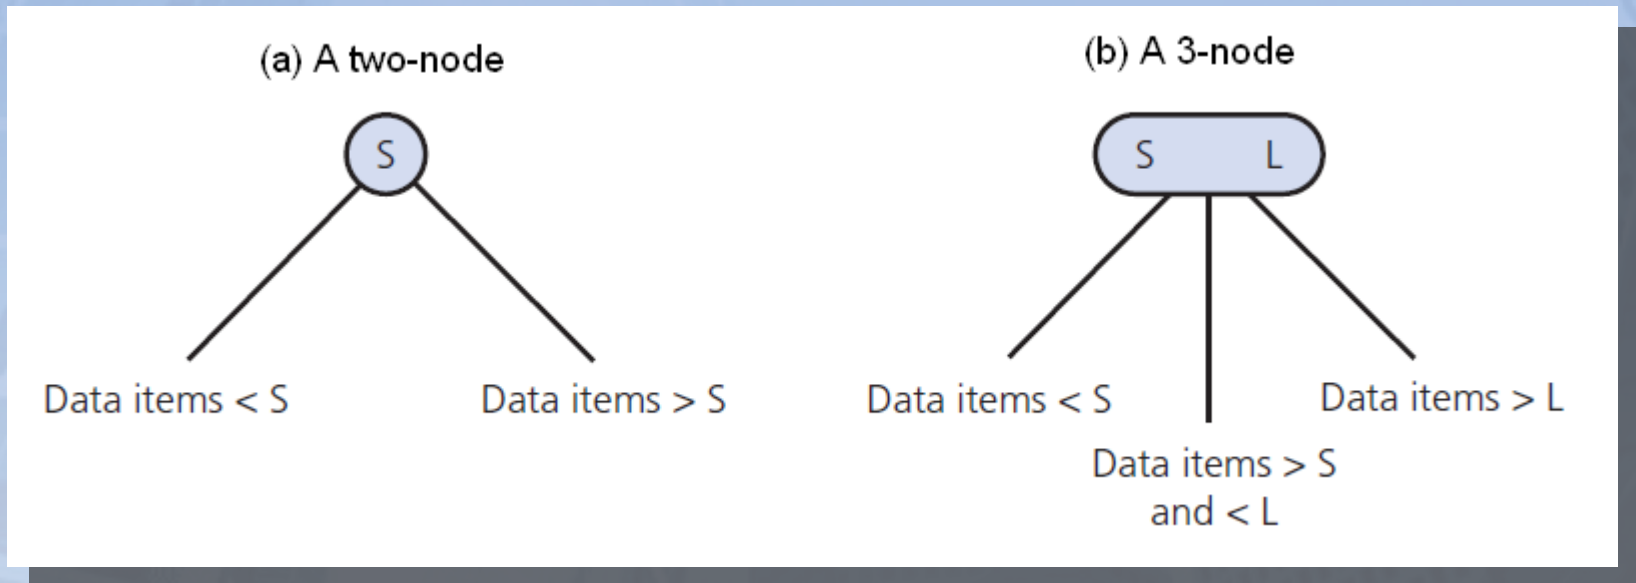 (a) A two-node
S
Data items < S
Data items > S
(b) A 3-node
S L
Data items < S
Data items > S
and < L
Data items > L